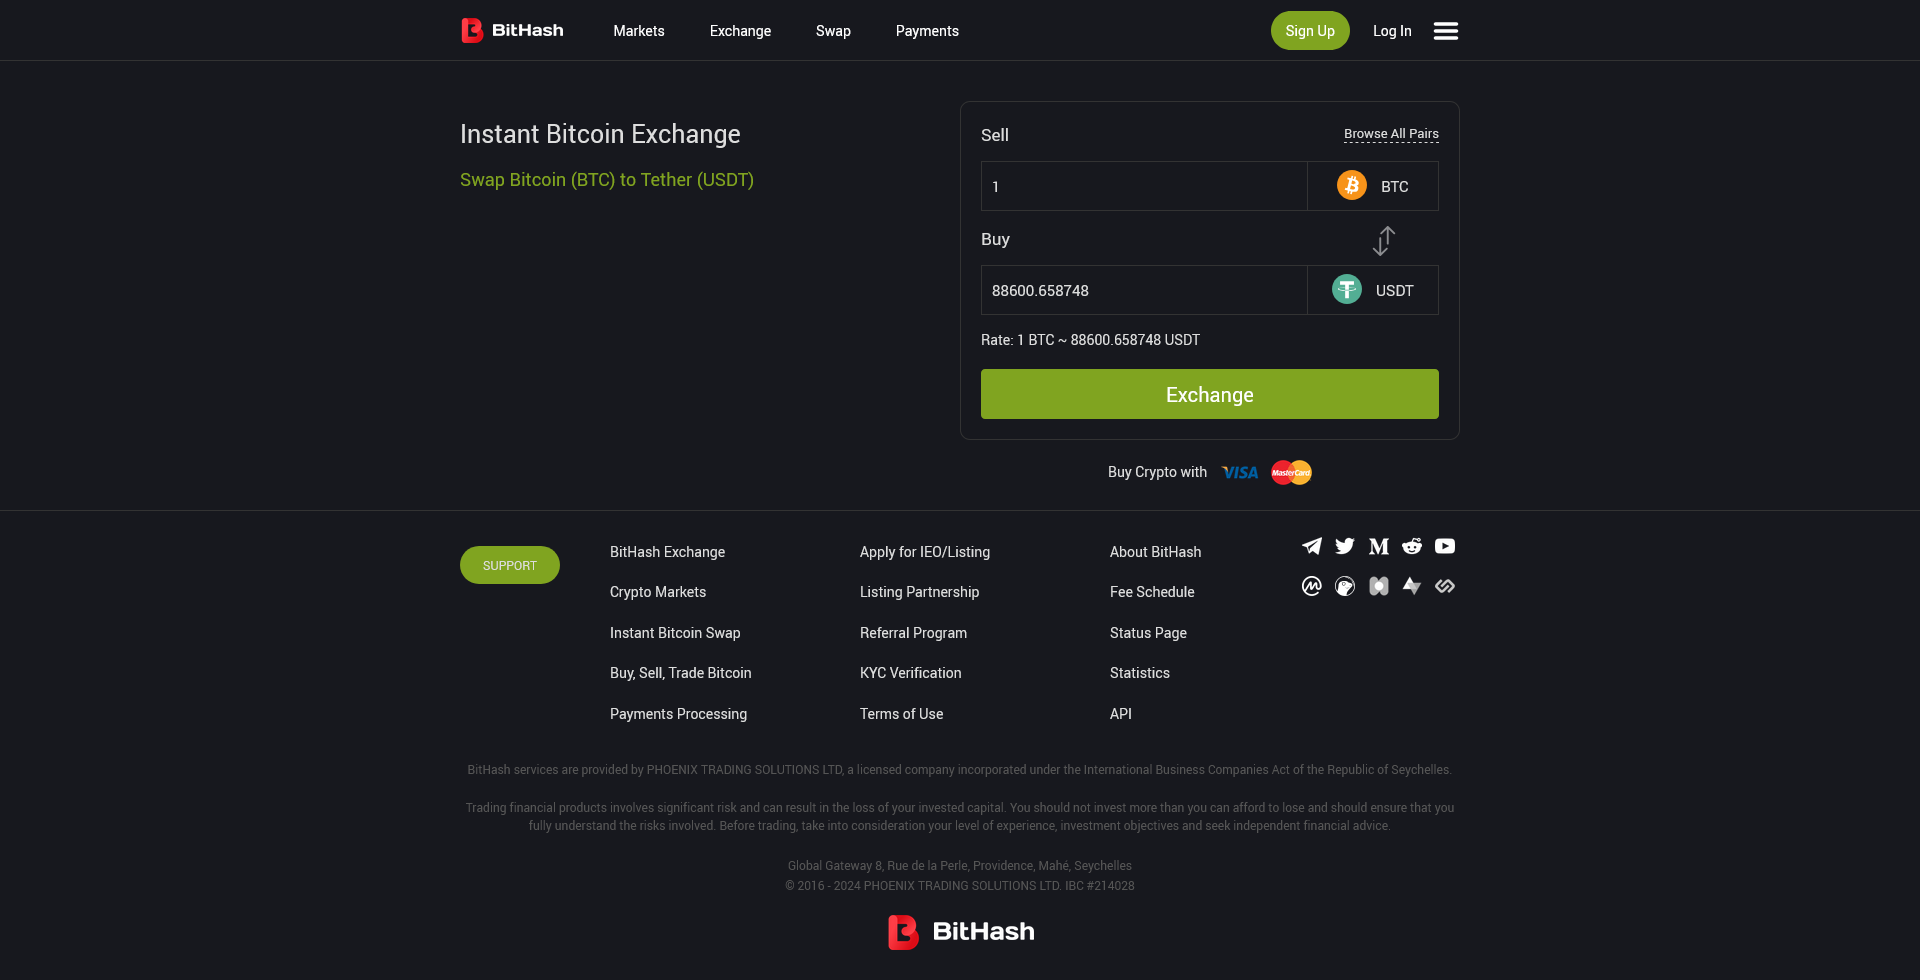 BitHash
Markets
Exchange
Swap
Payments
Sign Up
Log In
Instant Bitcoin Exchange
Swap Bitcoin (BTC) to Tether (USDT)
Sell
Browse All Pairs
1
BTC
Buy
88600.658748
USDT
Rate: 1 BTC ~ 88600.658748 USDT
Exchange
Buy Crypto with
VISA
MasterCard
SUPPORT
BitHash Exchange
Crypto Markets
Instant Bitcoin Swap
Buy, Sell, Trade Bitcoin
Payments Processing
Apply for IEO/Listing
Listing Partnership
Referral Program
KYC Verification
Terms of Use
About BitHash
Fee Schedule
Status Page
Statistics
API
BitHash services are provided by PHOENIX TRADING SOLUTIONS LTD, a licensed company incorporated under the International Business Companies Act of the Republic of Seychelles.
Trading financial products involves significant risk and can result in the loss of your invested capital. You should not invest more than you can afford to lose and should ensure that you
fully understand the risks involved. Before trading, take into consideration your level of experience, investment objectives and seek independent financial advice.
Global Gateway 8, Rue de la Perle, Providence, Mahé, Seychelles
© 2016 - 2024 PHOENIX TRADING SOLUTIONS LTD. IBC #214028
BitHash